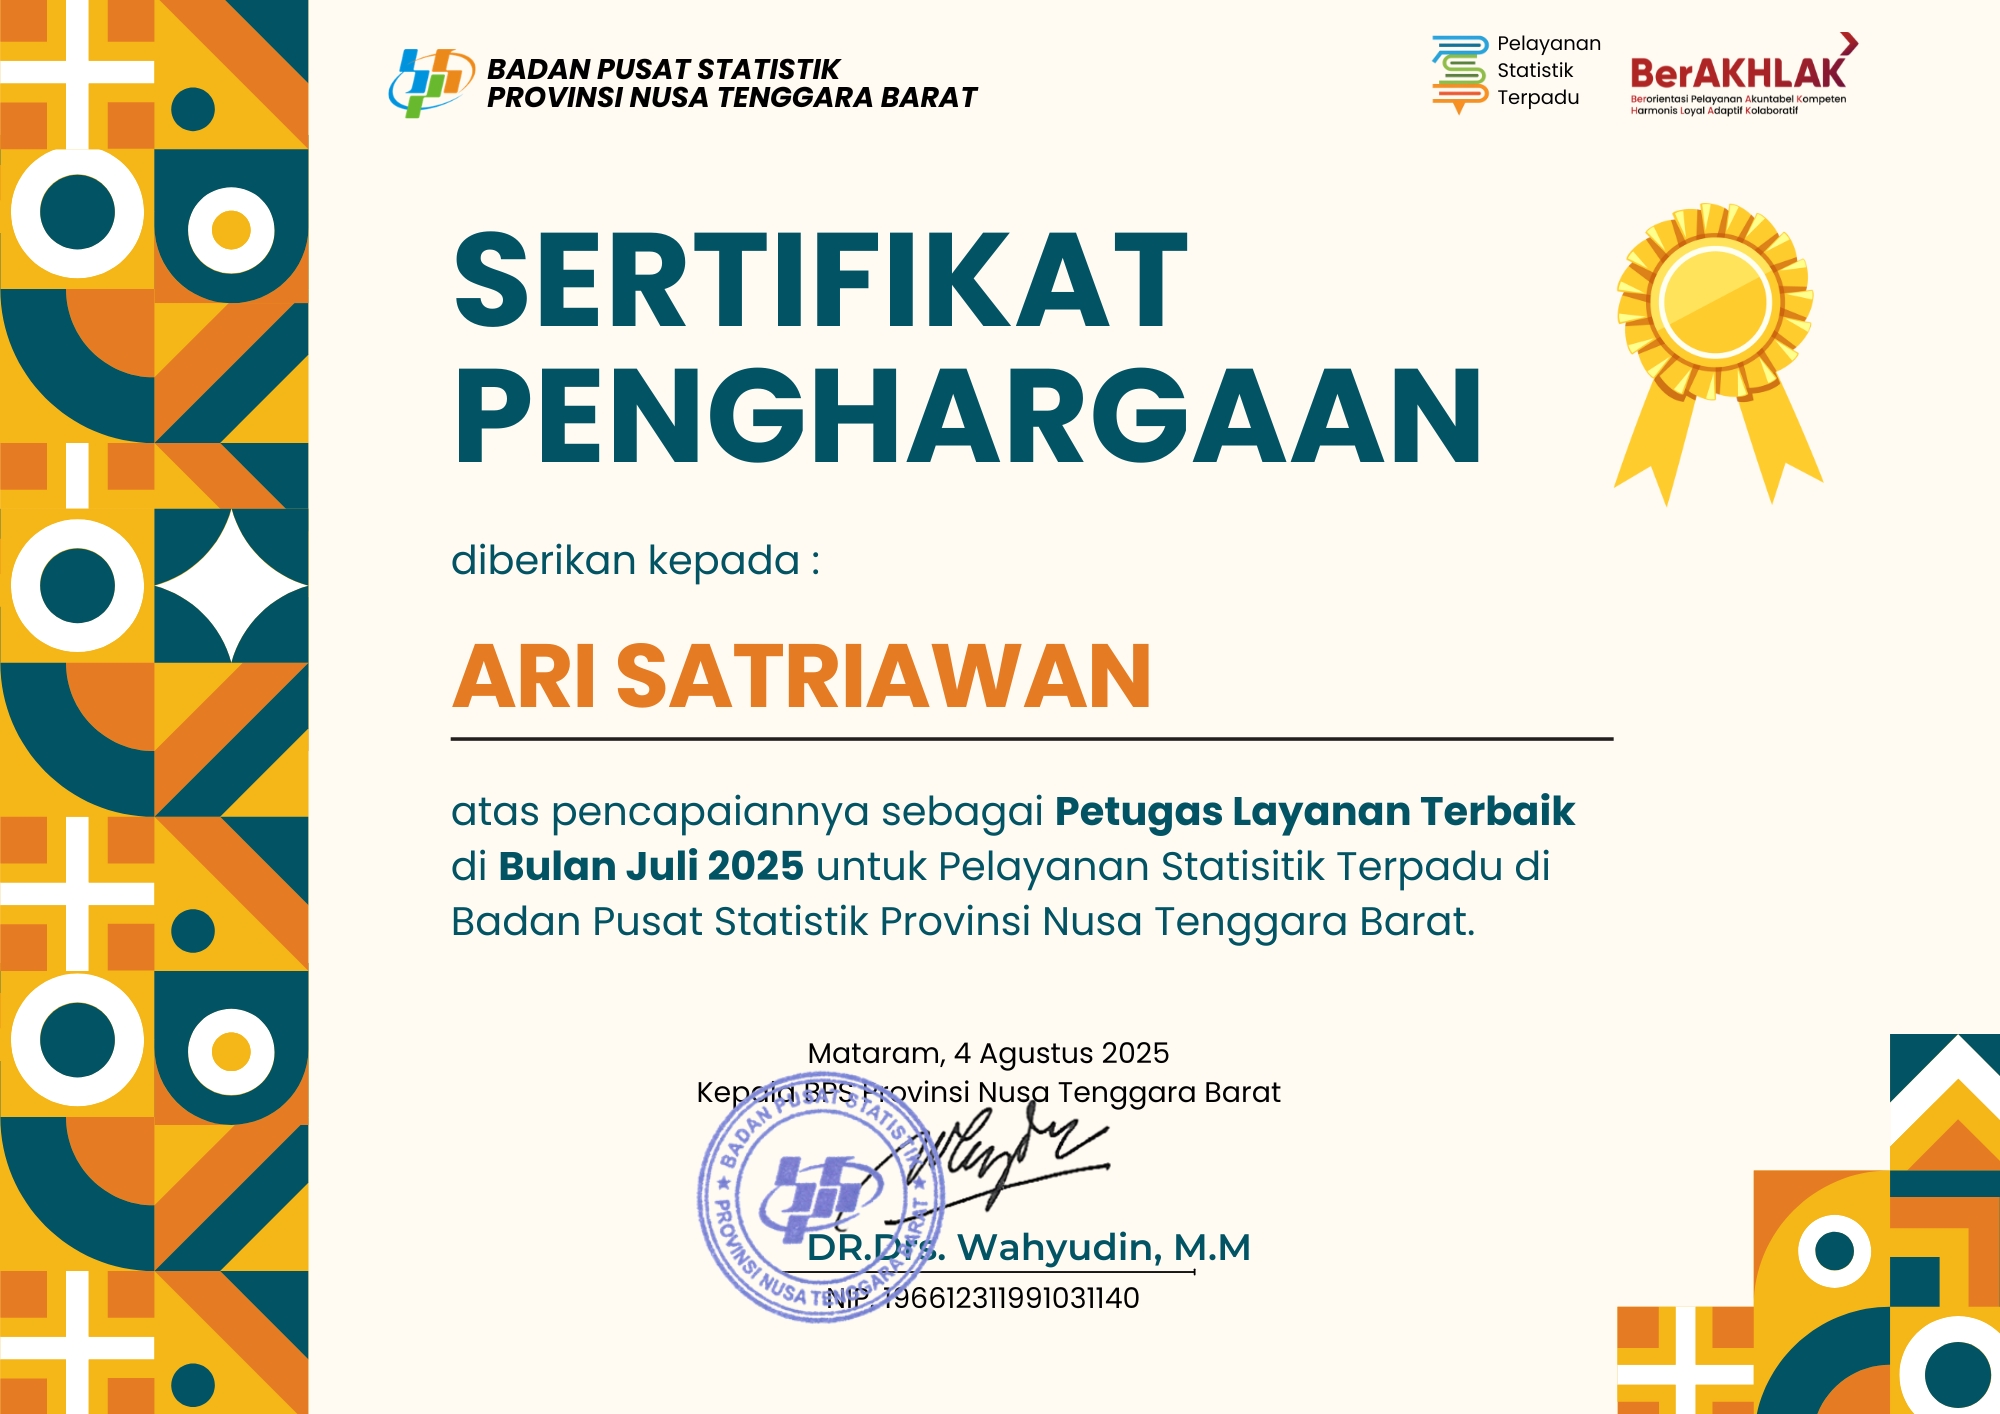 BADAN PUSAT STATISTIK
PROVINSI NUSA TENGGARA BARAT
Pelayanan
Statistik
Terpadu
BerAKHLAK
Berorientasi Pelayanan Akuntabel Kompeten
Harmonis Loyal Adaptif Kolaboratif
SERTIFIKAT
PENGHARGAAN
diberikan kepada :
ARI SATRIAWAN
atas pencapaiannya sebagai Petugas Layanan Terbaik
di Bulan Juli 2025 untuk Pelayanan Statisitik Terpadu di
Badan Pusat Statistik Provinsi Nusa Tenggara Barat.
Mataram, 4 Agustus 2025
Kepala BPS Provinsi Nusa Tenggara Barat
BADAN PUSAT STATISTIK
PROVINSI NUSA TENGGARA BARAT
DR.Drs. Wahyudin, M.M
NIP. 196612311991031140